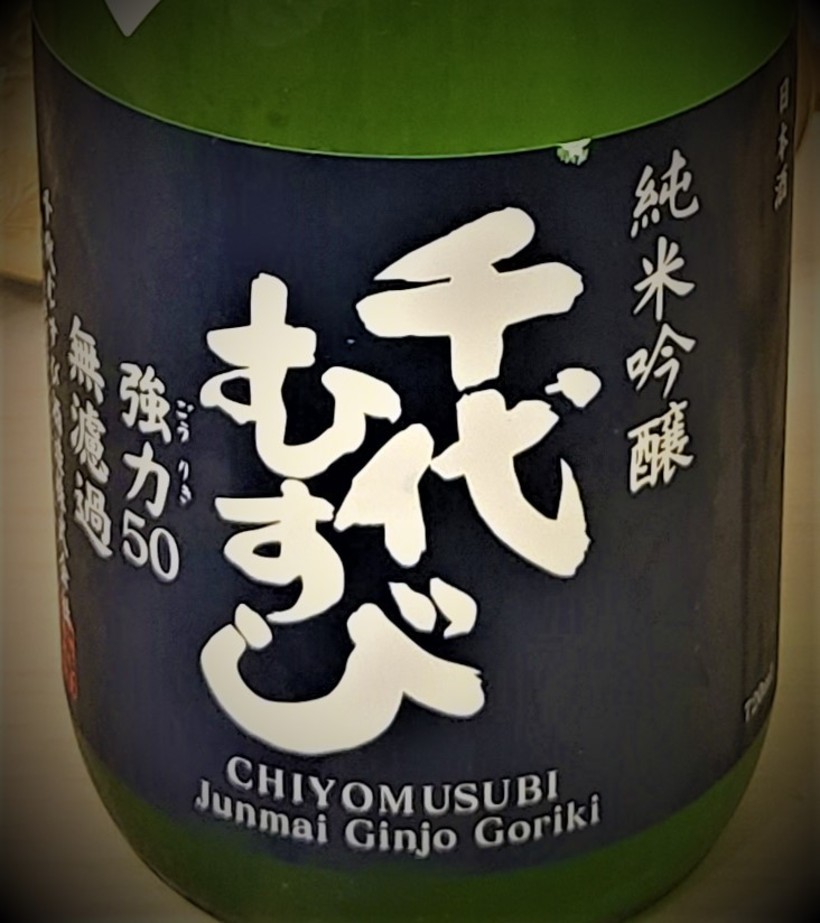 日本酒
純米吟醸
千代
むすび
強力50
ごうりき
無濾過
CHIYOMUSUBI
Junmai Ginjo Goriki